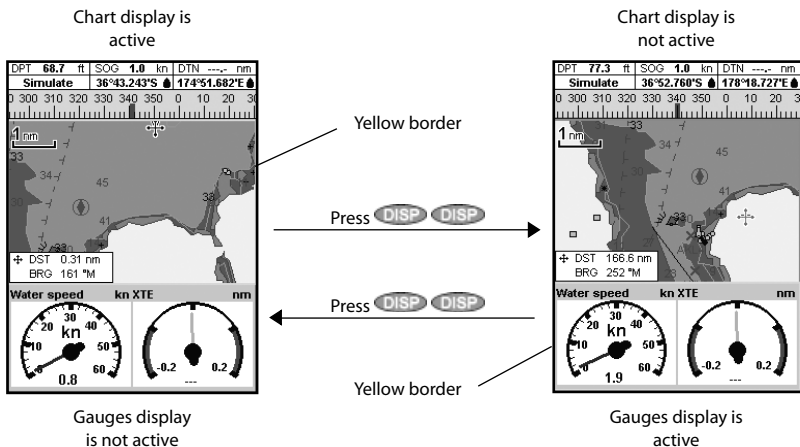 Chart display is
active
DPT 68.7 ft SOG 1.0 kn DTN ---.- nm
Simulate 36°43.243'S 174°51.682'E
0 300 310 320 330 340 350 0 10 20 30
1 nm
33
34
45
30
41
33
33
30
DST 0.31 nm
BRG 161 °M
Water speed kn XTE nm
30
20 40
kn
10 50
0 60
0.8
-0.2 0.2
---
Gauges display
is not active
Yellow border
Press DISP DISP
Press DISP DISP
Yellow border
Chart display is
not active
DPT 77.3 ft SOG 1.0 kn DTN ---.- nm
Simulate 36°52.760'S 178°18.727'E
0 300 310 320 330 340 350 0 10 20 30
1 nm
33
34
45
30
41
33
28
DST 166.6 nm
BRG 252 °M
Water speed kn XTE nm
30
20 40
kn
10 50
0 60
1.9
-0.2 0.2
---
Gauges display is
active